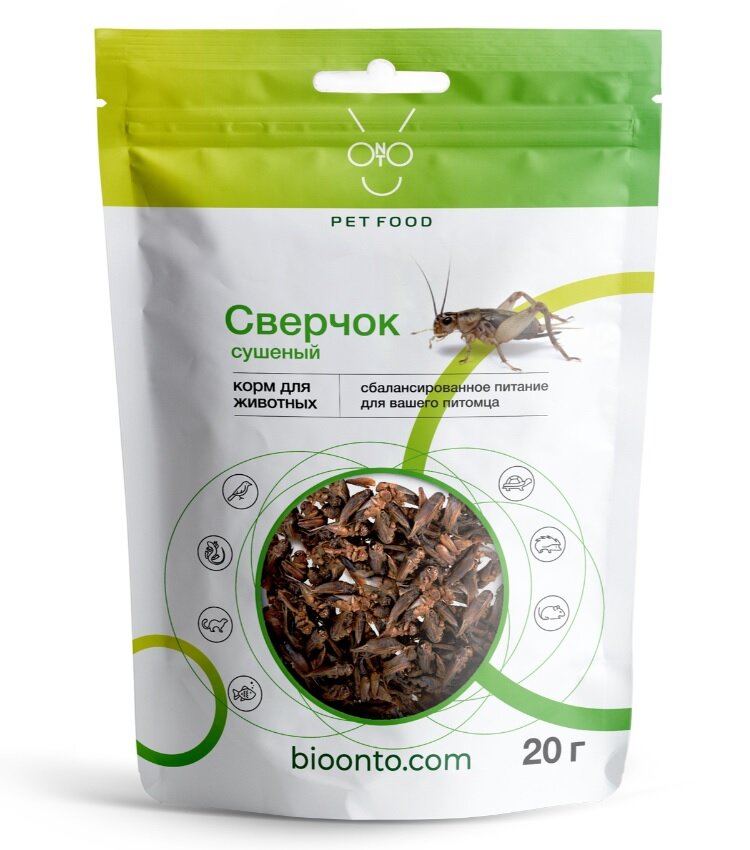 ONTO
PET FOOD
Сверчок
сушеный
корм для
животных
сбалансированное питание
для вашего питомца
bioonto.com
20 г